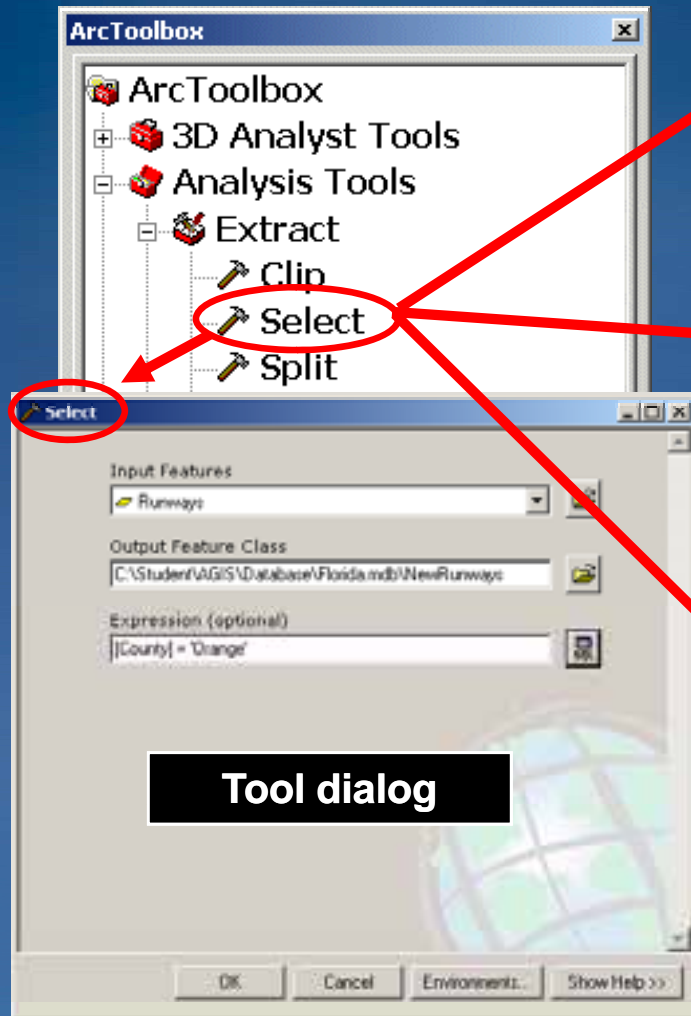 ArcToolbox
ArcToolbox
3D Analyst Tools
Analysis Tools
Extract
Clip
Select
Split
Select
Input Features
Runways
Output Feature Class
C:\Student\AGIS\Database\Florida.mdb\NewRunways
Expression (optional)
[County] = 'Orange'
Tool dialog
OK
Cancel
Environments...
Show Help >>